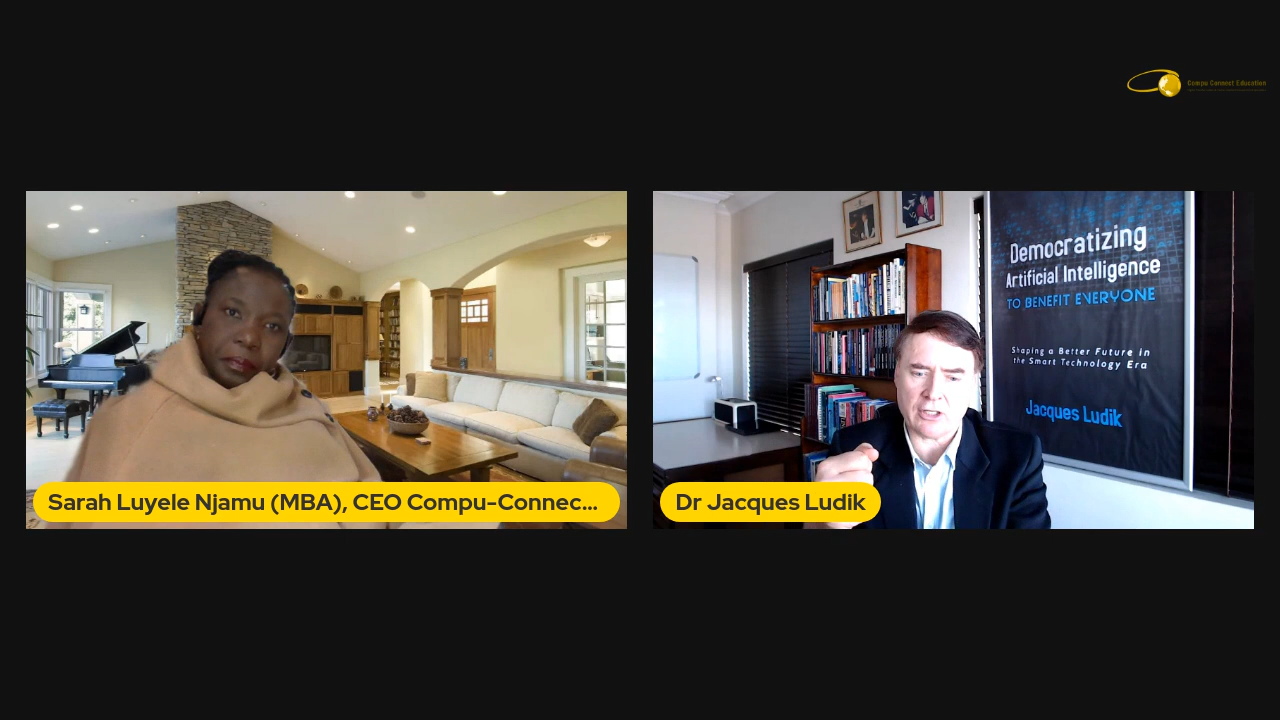 Compu Connect Education
Democratizing
Artificial Intelligence
TO BENEFIT EVERYONE
Shaping a Better Future in
the Smart Technology Era
Jacques Ludik
Sarah Luyele Njamu (MBA), CEO Compu-Connec...
Dr Jacques Ludik